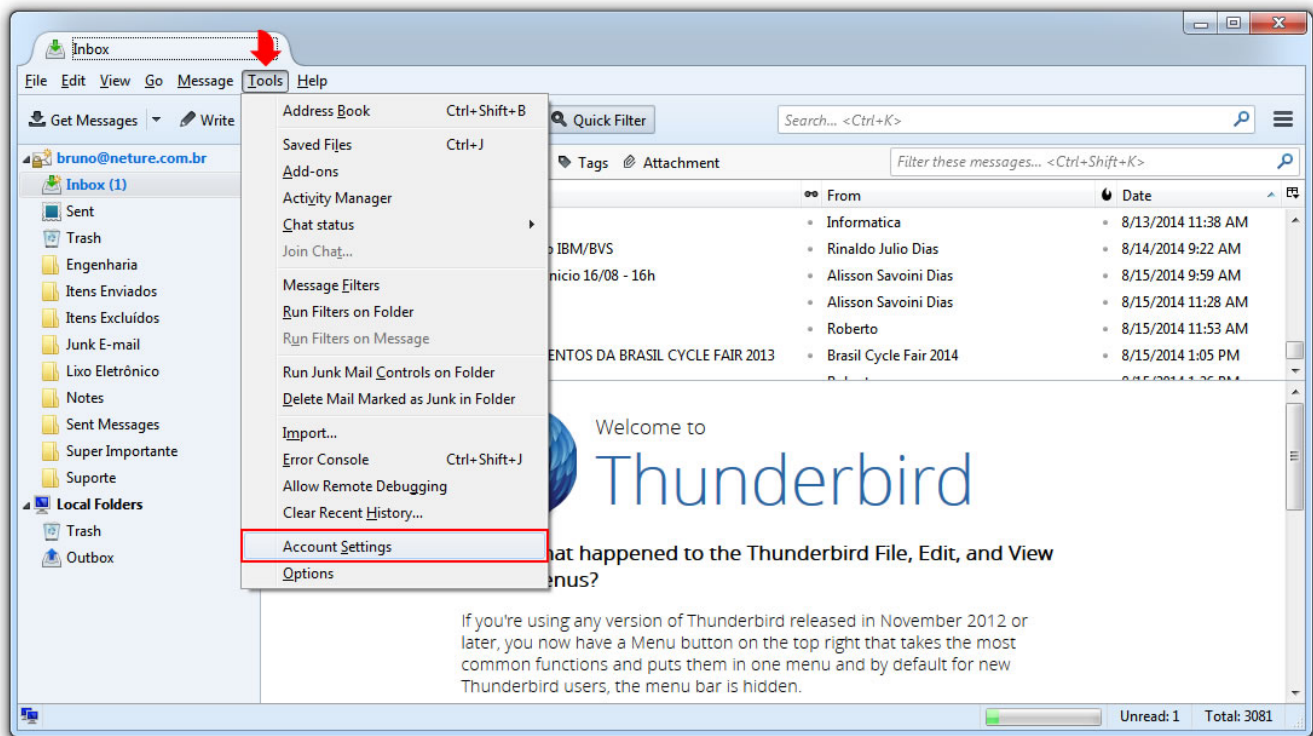 Inbox
File Edit View Go Message Tools Help
Get Messages Write Quick Filter Search... <Ctrl+K>
bruno@neture.com.br
Inbox (1)
Sent
Trash
Engenharia
Itens Enviados
Itens Excluídos
Junk E-mail
Lixo Eletrônico
Notes
Sent Messages
Super Importante
Suporte
Local Folders
Trash
Outbox
Address Book Ctrl+Shift+B
Saved Files Ctrl+J
Add-ons
Activity Manager
Chat status
Join Chat...
Message Filters
Run Filters on Folder
Run Filters on Message
Run Junk Mail Controls on Folder
Delete Mail Marked as Junk in Folder
Import...
Error Console Ctrl+Shift+J
Allow Remote Debugging
Clear Recent History...
Account Settings
Options
Tags Attachment Filter these messages... <Ctrl+Shift+K>
From Date
Informatica 8/13/2014 11:38 AM
IBM/BVS Rinaldo Julio Dias 8/14/2014 9:22 AM
nicio 16/08 - 16h Alisson Savoini Dias 8/15/2014 9:59 AM
Alisson Savoini Dias 8/15/2014 11:28 AM
Roberto 8/15/2014 11:53 AM
ENTOS DA BRASIL CYCLE FAIR 2013 Brasil Cycle Fair 2014 8/15/2014 1:05 PM
Welcome to
Thunderbird
hat happened to the Thunderbird File, Edit, and View
enus?
If you're using any version of Thunderbird released in November 2012 or
later, you now have a Menu button on the top right that takes the most
common functions and puts them in one menu and by default for new
Thunderbird users, the menu bar is hidden.
Unread: 1 Total: 3081